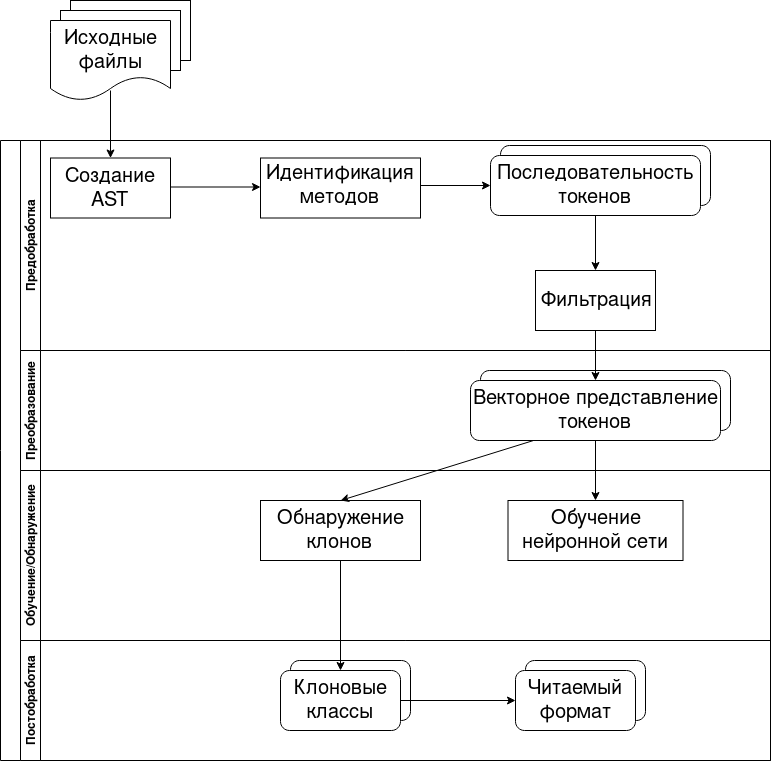 Исходные
файлы
Предобработка
Создание
AST
Идентификация
методов
Последовательность
токенов
Фильтрация
Преобразование
Векторное представление
токенов
Обучение/Обнаружение
Обнаружение
клонов
Обучение
нейронной сети
Постобработка
Клоновые
классы
Читаемый
формат